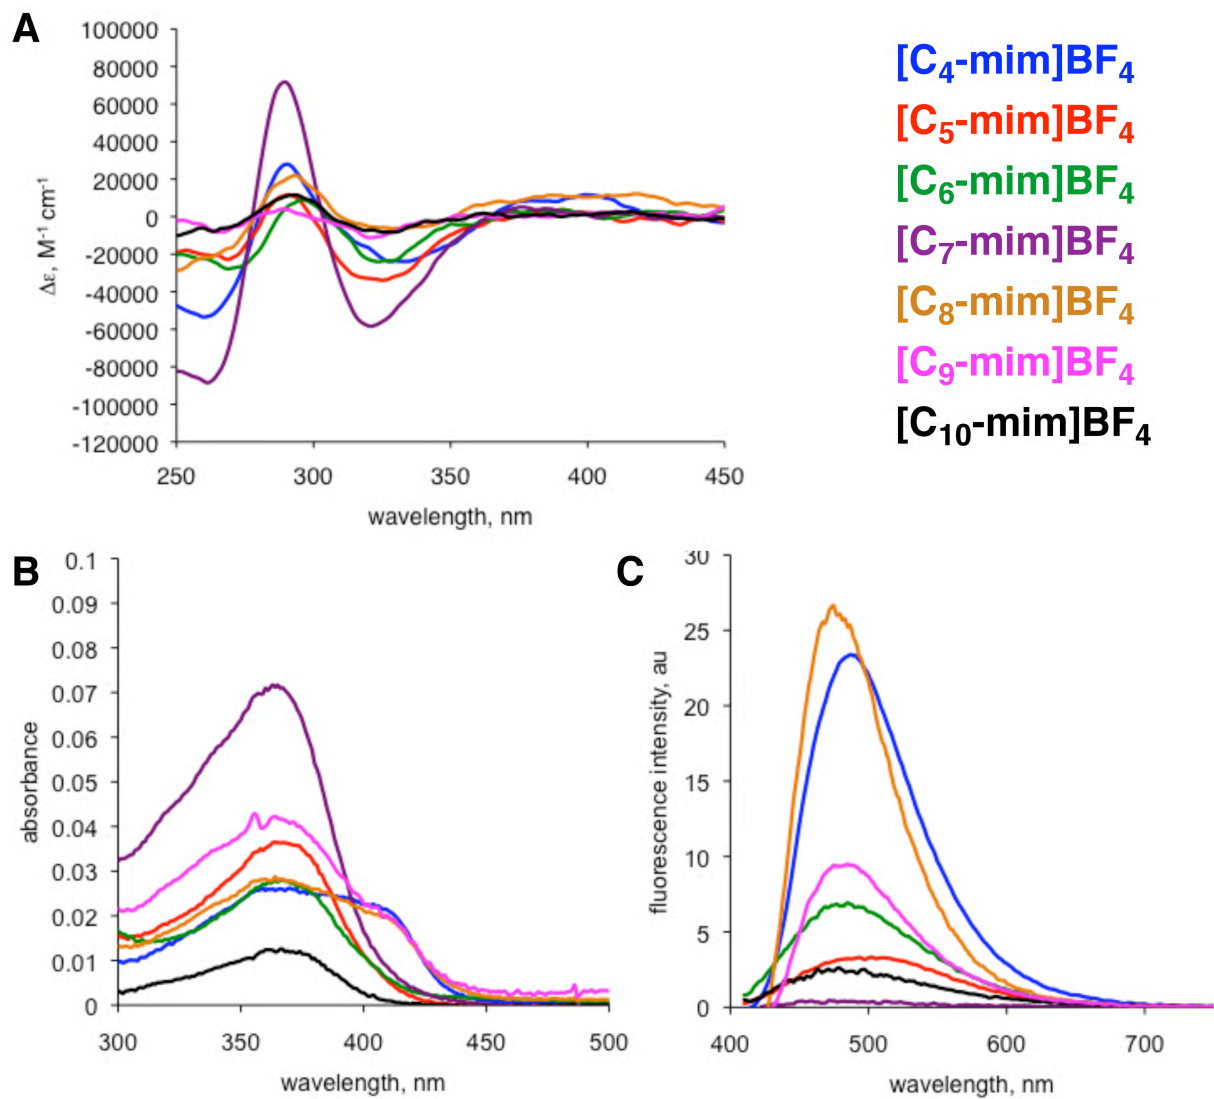 A
100000
80000
60000
40000
20000
0
-20000
-40000
-60000
-80000
-100000
-120000
Δε, M⁻¹ cm⁻¹
250 300 350 400 450
wavelength, nm
[C₄-mim]BF₄
[C₅-mim]BF₄
[C₆-mim]BF₄
[C₇-mim]BF₄
[C₈-mim]BF₄
[C₉-mim]BF₄
[C₁₀-mim]BF₄
B
0.1
0.09
0.08
0.07
0.06
0.05
0.04
0.03
0.02
0.01
0
absorbance
300 350 400 450 500
wavelength, nm
C
30
25
20
15
10
5
0
fluorescence intensity, au
400 500 600 700
wavelength, nm